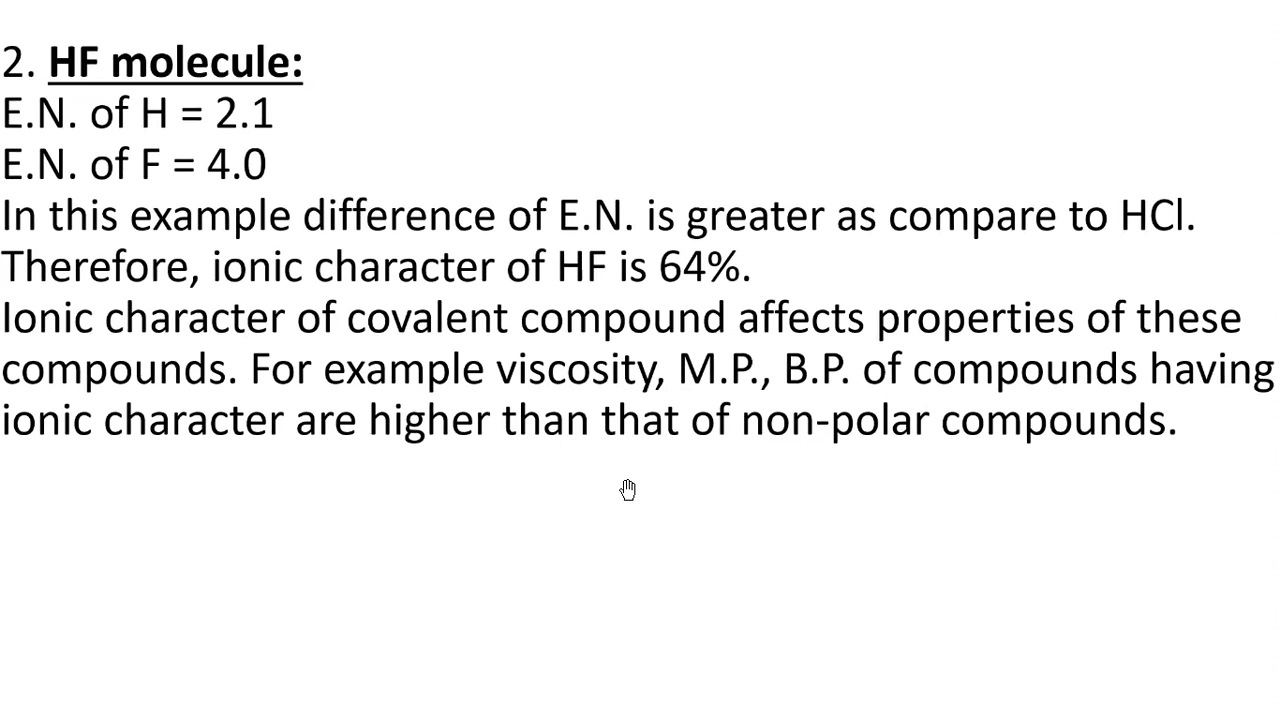 2. HF molecule:
E.N. of H = 2.1
E.N. of F = 4.0
In this example difference of E.N. is greater as compare to HCl.
Therefore, ionic character of HF is 64%.
Ionic character of covalent compound affects properties of these
compounds. For example viscosity, M.P., B.P. of compounds having
ionic character are higher than that of non-polar compounds.